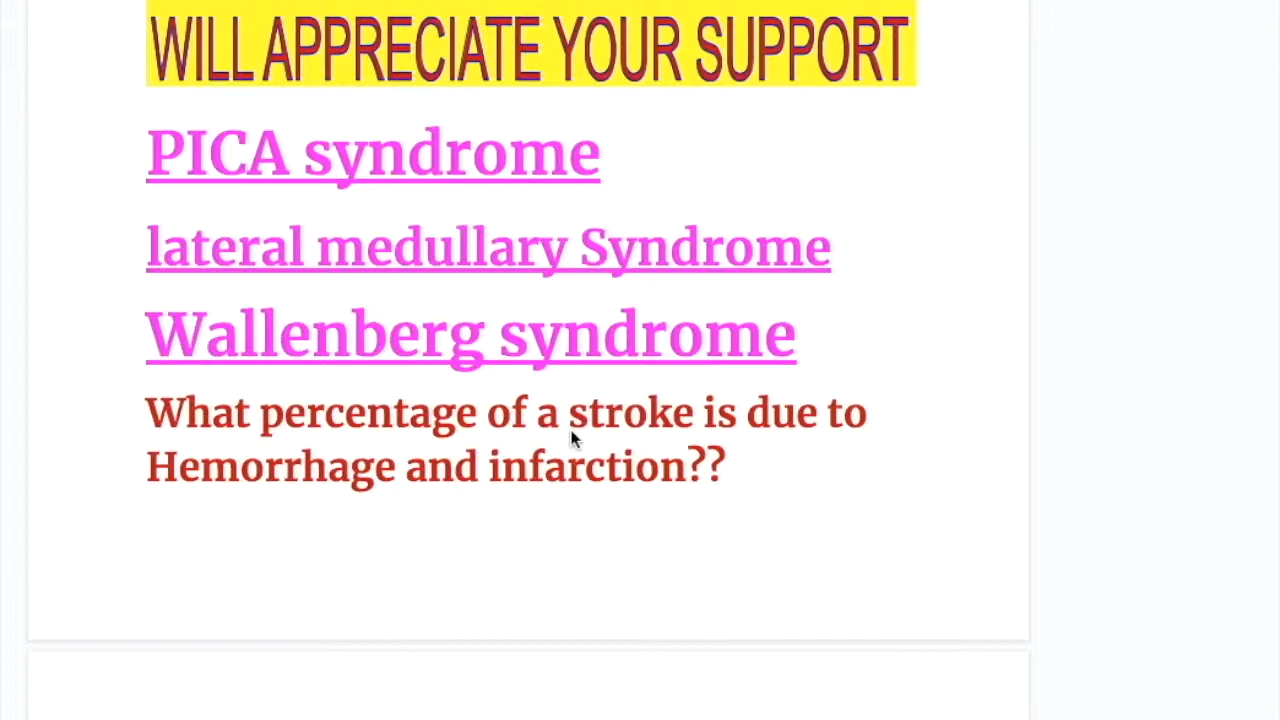 WILL APPRECIATE YOUR SUPPORT
PICA syndrome
lateral medullary Syndrome
Wallenberg syndrome
What percentage of a stroke is due to
Hemorrhage and infarction??